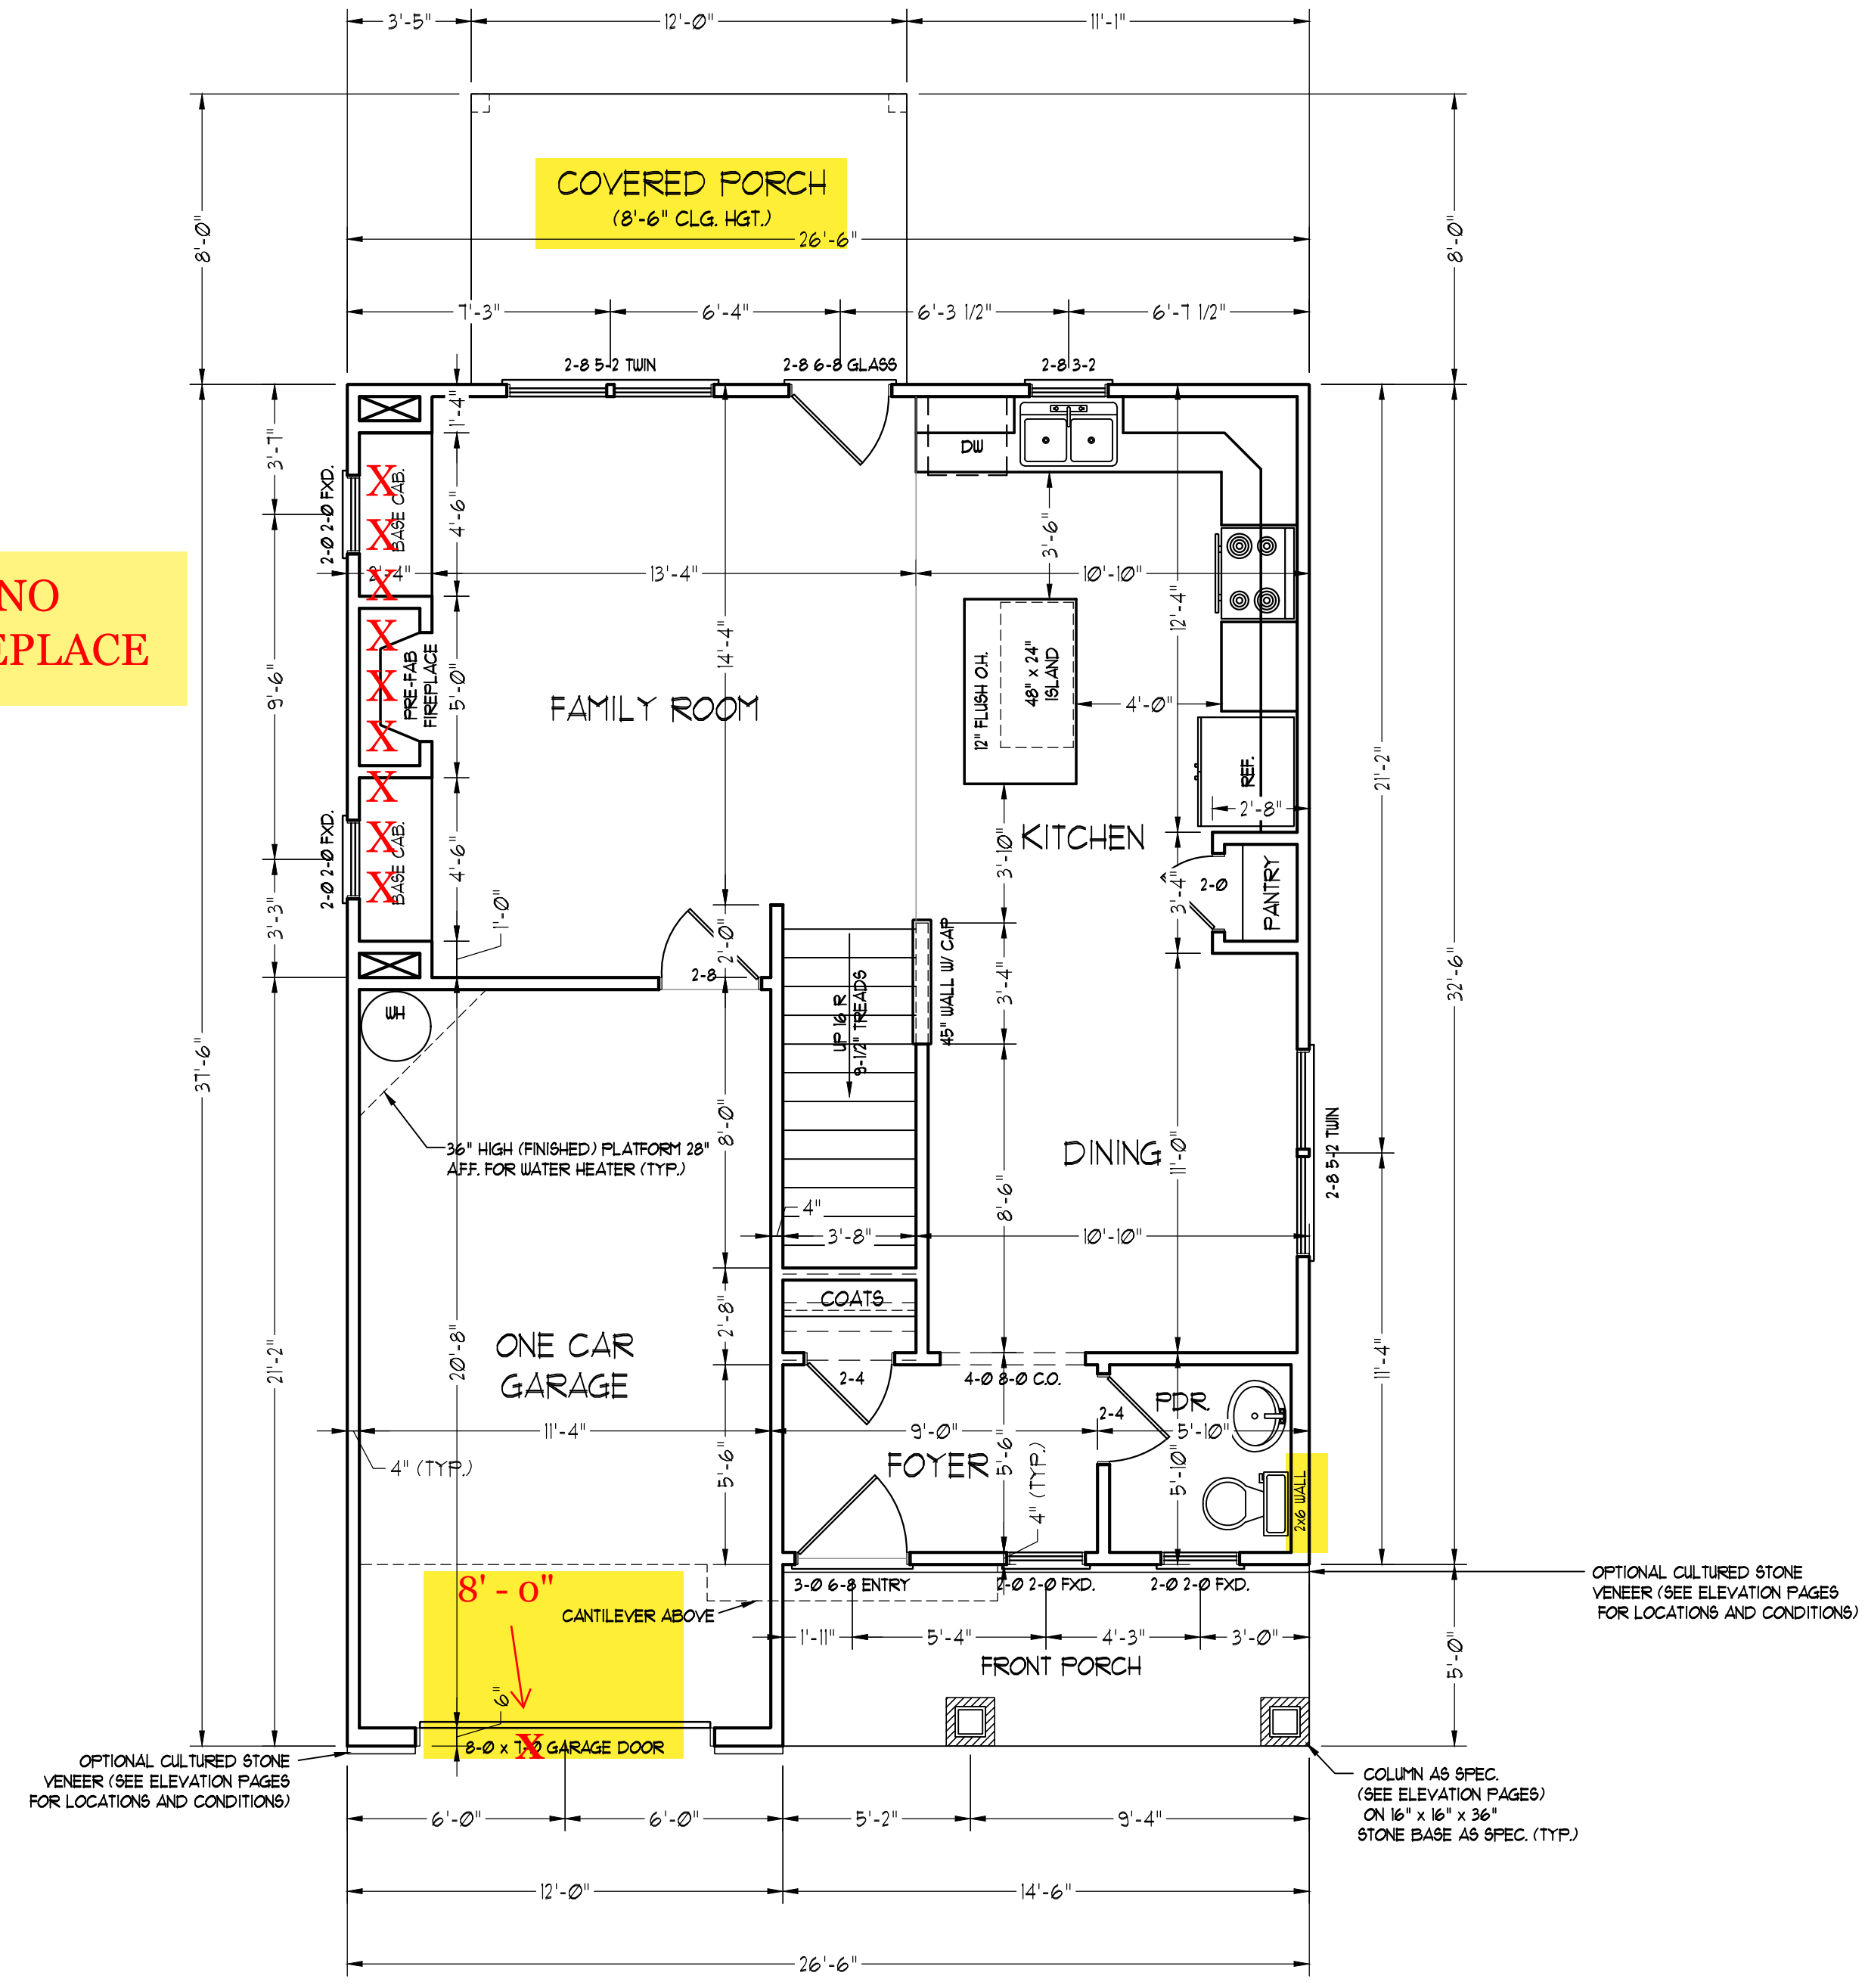 3'-5"
12'-0"
11'-1"
COVERED PORCH
(8'-6" CLG. HGT.)
8'-0"
8'-0"
26'-6"
7'-3"
6'-4"
6'-3 1/2"
6'-7 1/2"
2-8 5-2 TWIN
2-8 6-8 GLASS
2-8 3-2
1'-4"
3'-7"
2-0 2-0 FXD.
X
X
X
X
X
X
X
X
X
BASE CAB.
4'-6"
DW
3'-6"
2'-4"
13'-4"
10'-10"
12'-4"
NO
EPLACE
9'-6"
PRE-FAB
FIREPLACE
5'-0"
14'-4"
FAMILY ROOM
12" FLUSH O.H.
48" x 24"
ISLAND
4'-0"
REF.
2'-8"
21'-2"
2-0 2-0 FXD.
BASE CAB.
4'-6"
KITCHEN
3'-10"
3'-4"
2-0
PANTRY
3'-3"
1'-0"
2'-0"
2-8
WH
UP 16 R
9-1/2" TREADS
45" WALL W/ CAP
3'-4"
32'-6"
37'-6"
36" HIGH (FINISHED) PLATFORM 28"
A.F.F. FOR WATER HEATER (TYP.)
8'-0"
DINING
11'-0"
2-8 5-2 TWIN
8'-6"
4"
3'-8"
10'-10"
COATS
2'-8"
21'-2"
20'-8"
ONE CAR
GARAGE
11'-4"
2-4
4-0 8-0 C.O.
2-4
PDR.
11'-4"
9'-0"
5'-10"
4" (TYP.)
5'-6"
FOYER
5'-6"
4" (TYP.)
5'-10"
2x6 WALL
3-0 6-8 ENTRY
2-0 2-0 FXD.
2-0 2-0 FXD.
OPTIONAL CULTURED STONE
VENEER (SEE ELEVATION PAGES
FOR LOCATIONS AND CONDITIONS)
8' - 0"
CANTILEVER ABOVE
1'-11"
5'-4"
4'-3"
3'-0"
FRONT PORCH
5'-0"
6"
8-0 x 7-0 GARAGE DOOR
X
OPTIONAL CULTURED STONE
VENEER (SEE ELEVATION PAGES
FOR LOCATIONS AND CONDITIONS)
COLUMN AS SPEC.
(SEE ELEVATION PAGES)
ON 16" x 16" x 36"
STONE BASE AS SPEC. (TYP.)
6'-0"
6'-0"
5'-2"
9'-4"
12'-0"
14'-6"
26'-6"